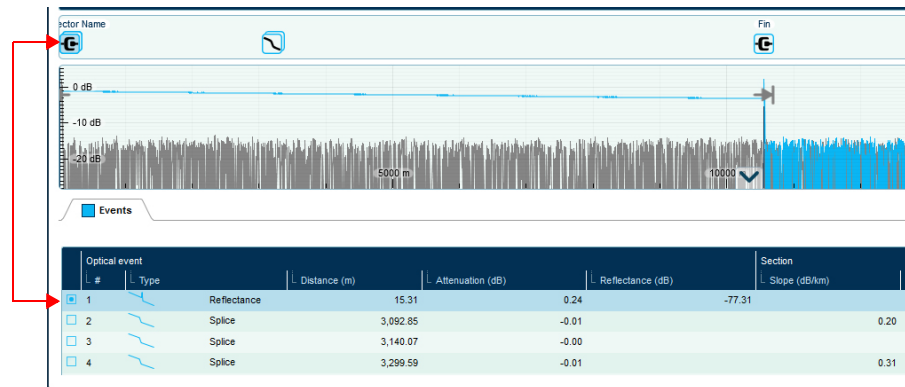 ector Name
Fin
0 dB
-10 dB
-20 dB
5000 m
10000
Events
Optical event
Section
# Type Distance (m) Attenuation (dB) Reflectance (dB) Slope (dB/km)
1 Reflectance 15.31 0.24 -77.31
2 Splice 3,092.85 -0.01 0.20
3 Splice 3,140.07 -0.00
4 Splice 3,299.59 -0.01 0.31